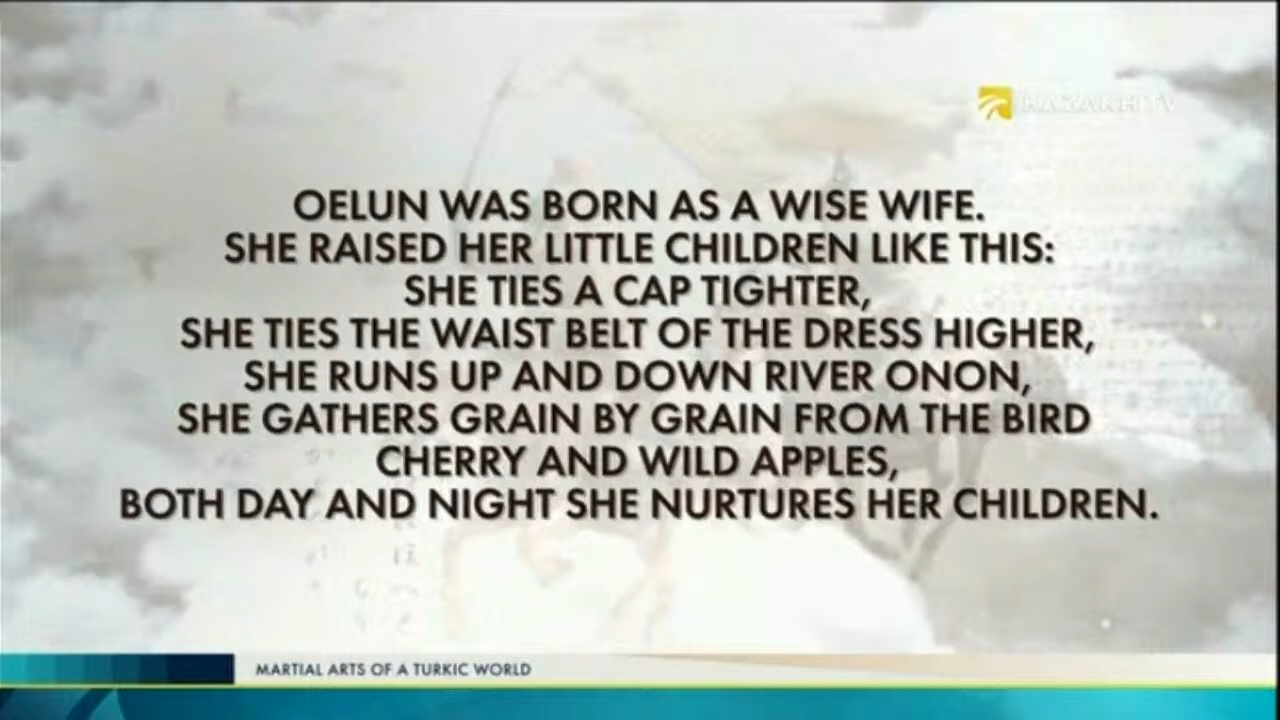 KAZAKH TV
OELUN WAS BORN AS A WISE WIFE.
SHE RAISED HER LITTLE CHILDREN LIKE THIS:
SHE TIES A CAP TIGHTER,
SHE TIES THE WAIST BELT OF THE DRESS HIGHER,
SHE RUNS UP AND DOWN RIVER ONON,
SHE GATHERS GRAIN BY GRAIN FROM THE BIRD
CHERRY AND WILD APPLES,
BOTH DAY AND NIGHT SHE NURTURES HER CHILDREN.
MARTIAL ARTS OF A TURKIC WORLD